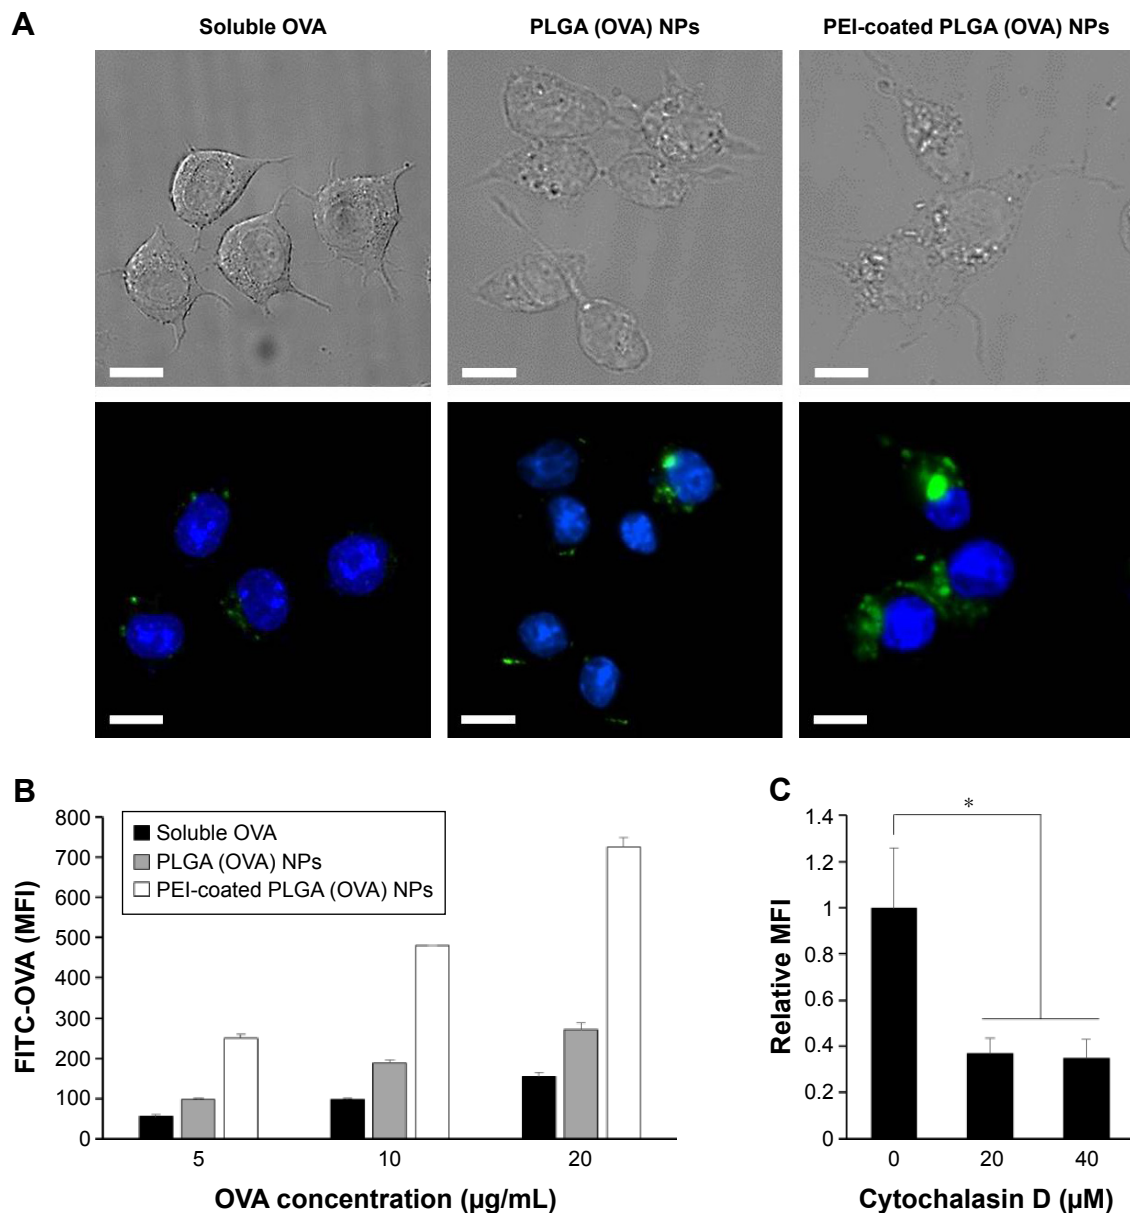 A
Soluble OVA
PLGA (OVA) NPs
PEI-coated PLGA (OVA) NPs
B
FITC-OVA (MFI)
800
700
600
500
400
300
200
100
0
Soluble OVA
PLGA (OVA) NPs
PEI-coated PLGA (OVA) NPs
5
10
20
OVA concentration (µg/mL)
C
Relative MFI
1.4
1.2
1
0.8
0.6
0.4
0.2
0
*
0
20
40
Cytochalasin D (µM)